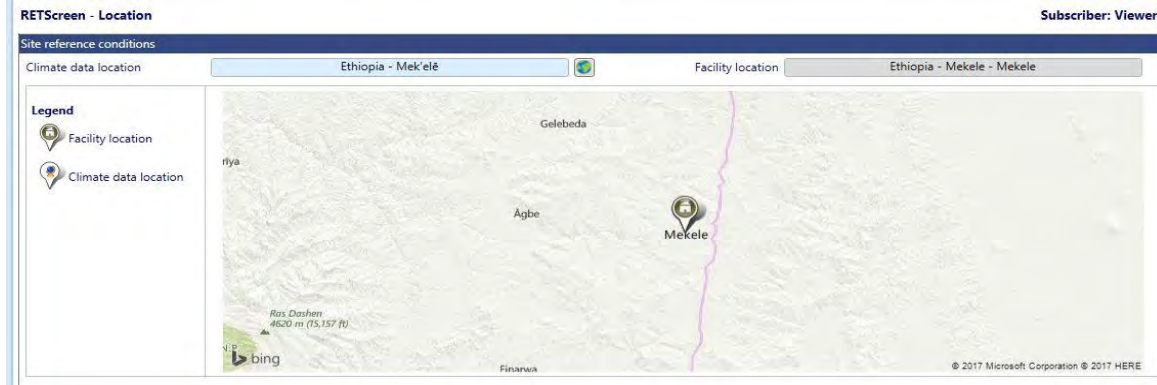 RETScreen - Location Subscriber: Viewer
Site reference conditions
Climate data location Ethiopia - Mek'elē Facility location Ethiopia - Mekele - Mekele
Legend
Facility location
Climate data location
Gelebeda
riya
Āgbe
Mekele
Ras Dashen
4620 m (15,157 ft)
N P
bing
Finarwa
© 2017 Microsoft Corporation © 2017 HERE